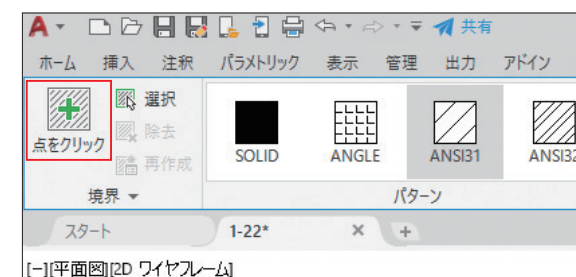 A 共有
ホーム 挿入 注釈 パラメトリック 表示 管理 出力 アドイン
選択
点をクリック 除去
再作成
SOLID ANGLE ANSI31 ANSI32
境界 パターン
スタート 1-22*
[-][平面図][2D ワイヤフレーム]